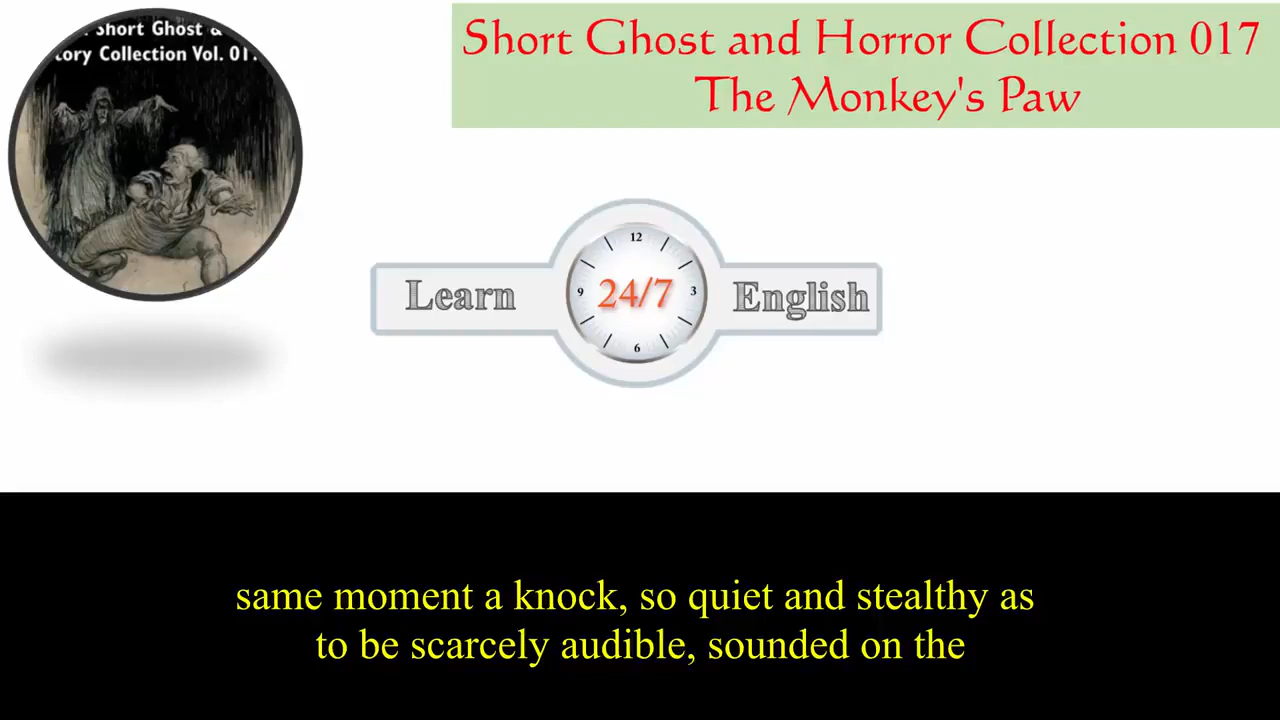 Short Ghost &
tory Collection Vol. 01
Short Ghost and Horror Collection 017
The Monkey's Paw
12
Learn 9 24/7 3 English
6
same moment a knock, so quiet and stealthy as
to be scarcely audible, sounded on the